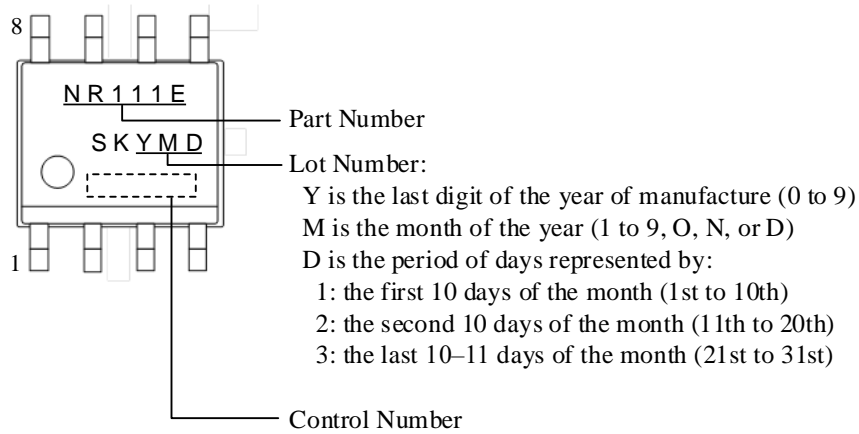 8
NR111E
SKYMD
1
Part Number
Lot Number:
Y is the last digit of the year of manufacture (0 to 9)
M is the month of the year (1 to 9, O, N, or D)
D is the period of days represented by:
1: the first 10 days of the month (1st to 10th)
2: the second 10 days of the month (11th to 20th)
3: the last 10–11 days of the month (21st to 31st)
Control Number